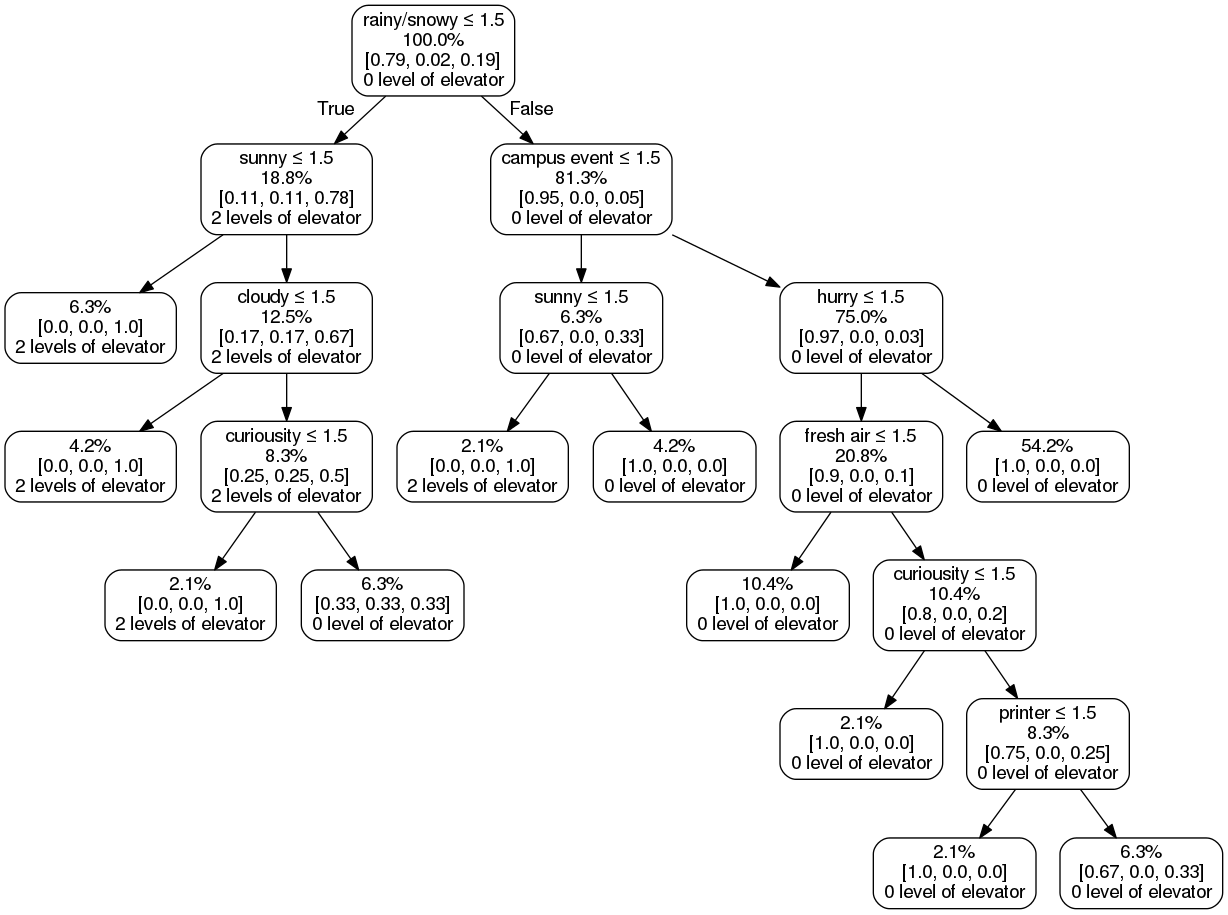 rainy/snowy ≤ 1.5
100.0%
[0.79, 0.02, 0.19]
0 level of elevator
True
False
sunny ≤ 1.5
18.8%
[0.11, 0.11, 0.78]
2 levels of elevator
campus event ≤ 1.5
81.3%
[0.95, 0.0, 0.05]
0 level of elevator
6.3%
[0.0, 0.0, 1.0]
2 levels of elevator
cloudy ≤ 1.5
12.5%
[0.17, 0.17, 0.67]
2 levels of elevator
sunny ≤ 1.5
6.3%
[0.67, 0.0, 0.33]
0 level of elevator
hurry ≤ 1.5
75.0%
[0.97, 0.0, 0.03]
0 level of elevator
4.2%
[0.0, 0.0, 1.0]
2 levels of elevator
curiousity ≤ 1.5
8.3%
[0.25, 0.25, 0.5]
2 levels of elevator
2.1%
[0.0, 0.0, 1.0]
2 levels of elevator
4.2%
[1.0, 0.0, 0.0]
0 level of elevator
fresh air ≤ 1.5
20.8%
[0.9, 0.0, 0.1]
0 level of elevator
54.2%
[1.0, 0.0, 0.0]
0 level of elevator
2.1%
[0.0, 0.0, 1.0]
2 levels of elevator
6.3%
[0.33, 0.33, 0.33]
0 level of elevator
10.4%
[1.0, 0.0, 0.0]
0 level of elevator
curiousity ≤ 1.5
10.4%
[0.8, 0.0, 0.2]
0 level of elevator
2.1%
[1.0, 0.0, 0.0]
0 level of elevator
printer ≤ 1.5
8.3%
[0.75, 0.0, 0.25]
0 level of elevator
2.1%
[1.0, 0.0, 0.0]
0 level of elevator
6.3%
[0.67, 0.0, 0.33]
0 level of elevator